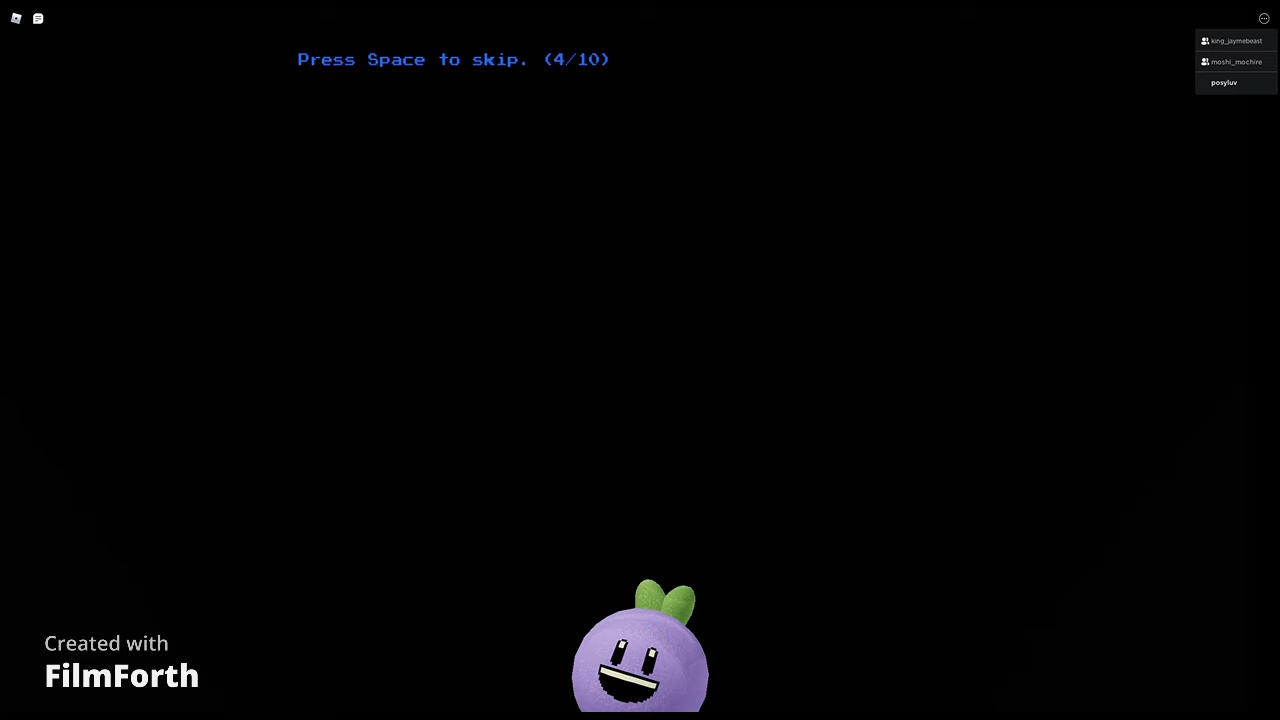 Press Space to skip. (4/10)
king_jaymebeast
moshi_mochire
posyluv
Created with
FilmForth